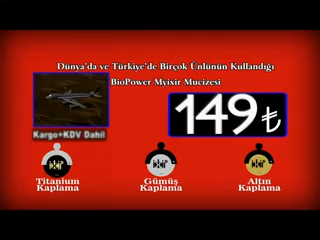 Dünya'da ve Türkiye'de Birçok Ünlünün Kullandığı
BioPower Myixir Mucizesi
149₺
Kargo+KDV Dahil
Titanium
Kaplama
Gümüş
Kaplama
Altın
Kaplama